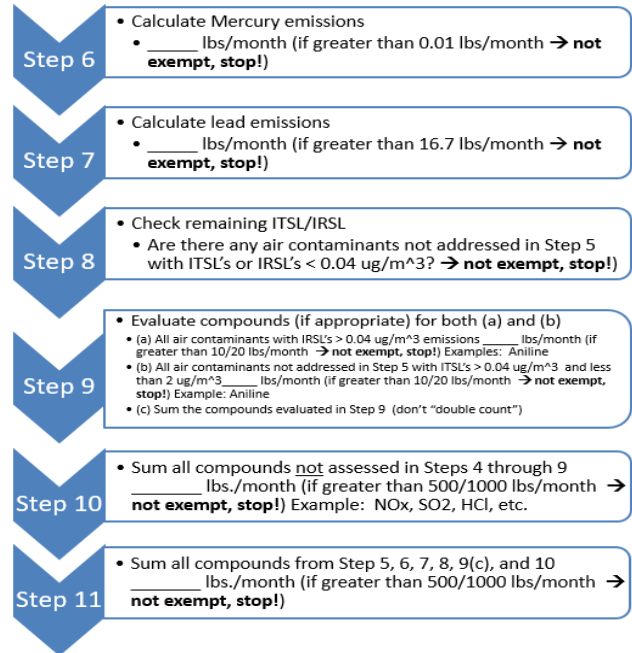 Step 6
• Calculate Mercury emissions
• _____ lbs/month (if greater than 0.01 lbs/month → not
exempt, stop!)
Step 7
• Calculate lead emissions
• _____ lbs/month (if greater than 16.7 lbs/month → not
exempt, stop!)
Step 8
• Check remaining ITSL/IRSL
• Are there any air contaminants not addressed in Step 5
with ITSL's or IRSL's < 0.04 ug/m^3? → not exempt, stop!)
Step 9
• Evaluate compounds (if appropriate) for both (a) and (b)
• (a) All air contaminants with IRSL's > 0.04 ug/m^3 emissions _____ lbs/month (if
greater than 10/20 lbs/month → not exempt, stop!) Examples: Aniline
• (b) All air contaminants not addressed in Step 5 with ITSL's > 0.04 ug/m^3 and less
than 2 ug/m^3_____ lbs/month (if greater than 10/20 lbs/month → not exempt,
stop!) Example: Aniline
• (c) Sum the compounds evaluated in Step 9 (don't "double count")
Step 10
• Sum all compounds not assessed in Steps 4 through 9
_______ lbs./month (if greater than 500/1000 lbs/month →
not exempt, stop!) Example: NOx, SO2, HCl, etc.
Step 11
• Sum all compounds from Step 5, 6, 7, 8, 9(c), and 10
_______ lbs./month (if greater than 500/1000 lbs/month →
not exempt, stop!)